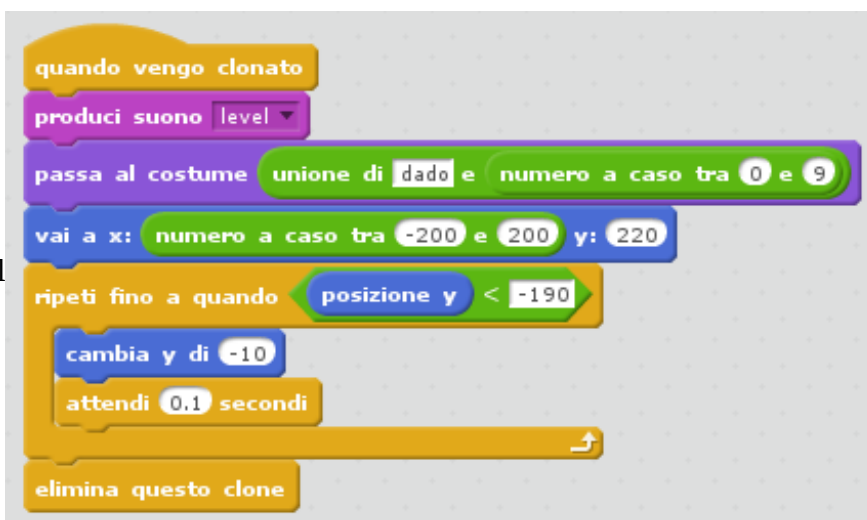 quando vengo clonato
produci suono level
passa al costume unione di dado e numero a caso tra 0 e 9
vai a x: numero a caso tra -200 e 200 y: 220
l
ripeti fino a quando posizione y < -190
cambia y di -10
attendi 0.1 secondi
elimina questo clone